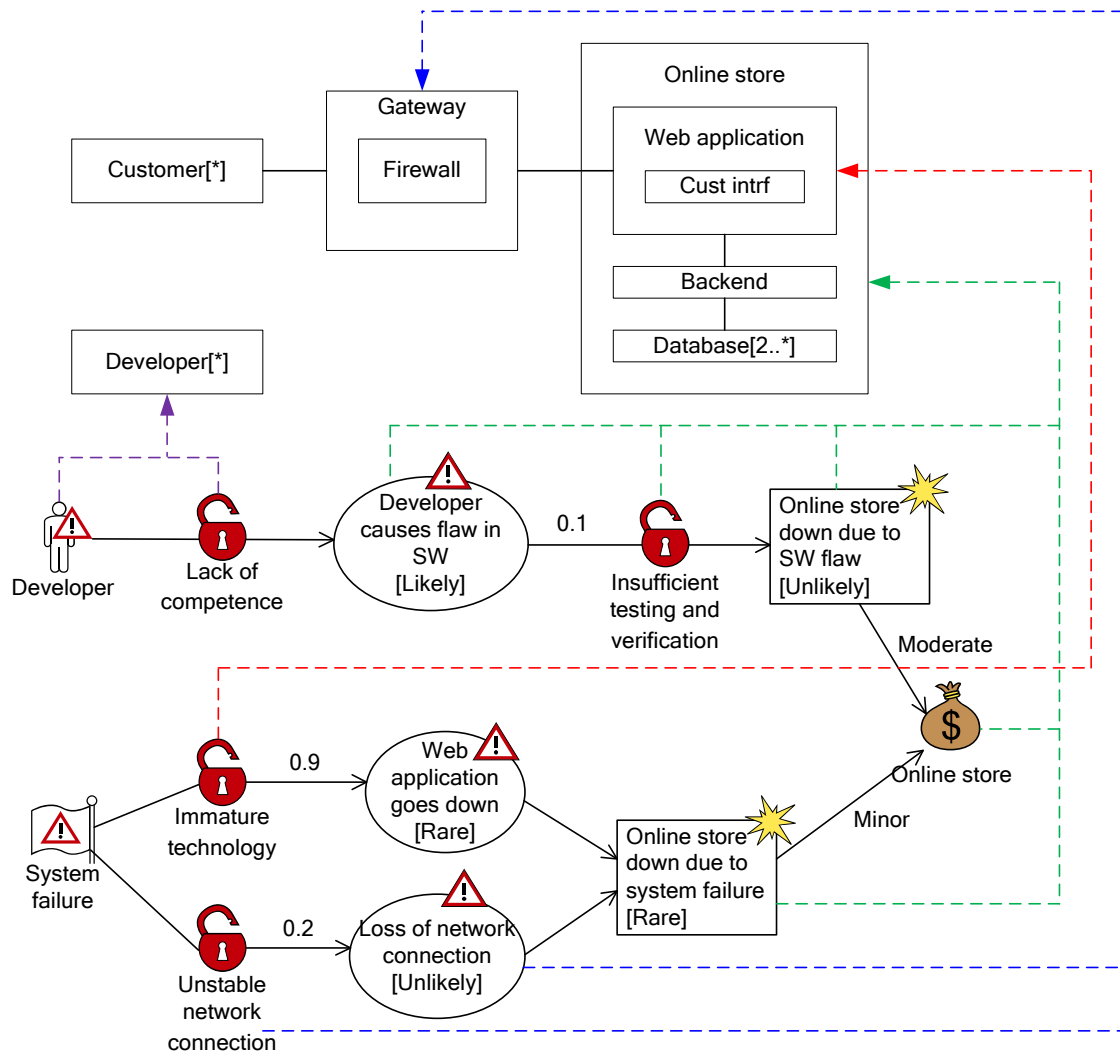 Online store
Gateway
Web application
Customer[*]
Firewall
Cust intrf
Backend
Developer[*]
Database[2..*]
Developer
causes flaw in
SW
[Likely]
0.1
Online store
down due to
SW flaw
[Unlikely]
Developer
Lack of
competence
Insufficient
testing and
verification
Moderate
$
Online store
Minor
0.9
Web
application
goes down
[Rare]
Immature
technology
System
failure
Online store
down due to
system failure
[Rare]
0.2
Loss of network
connection
[Unlikely]
Unstable
network
connection